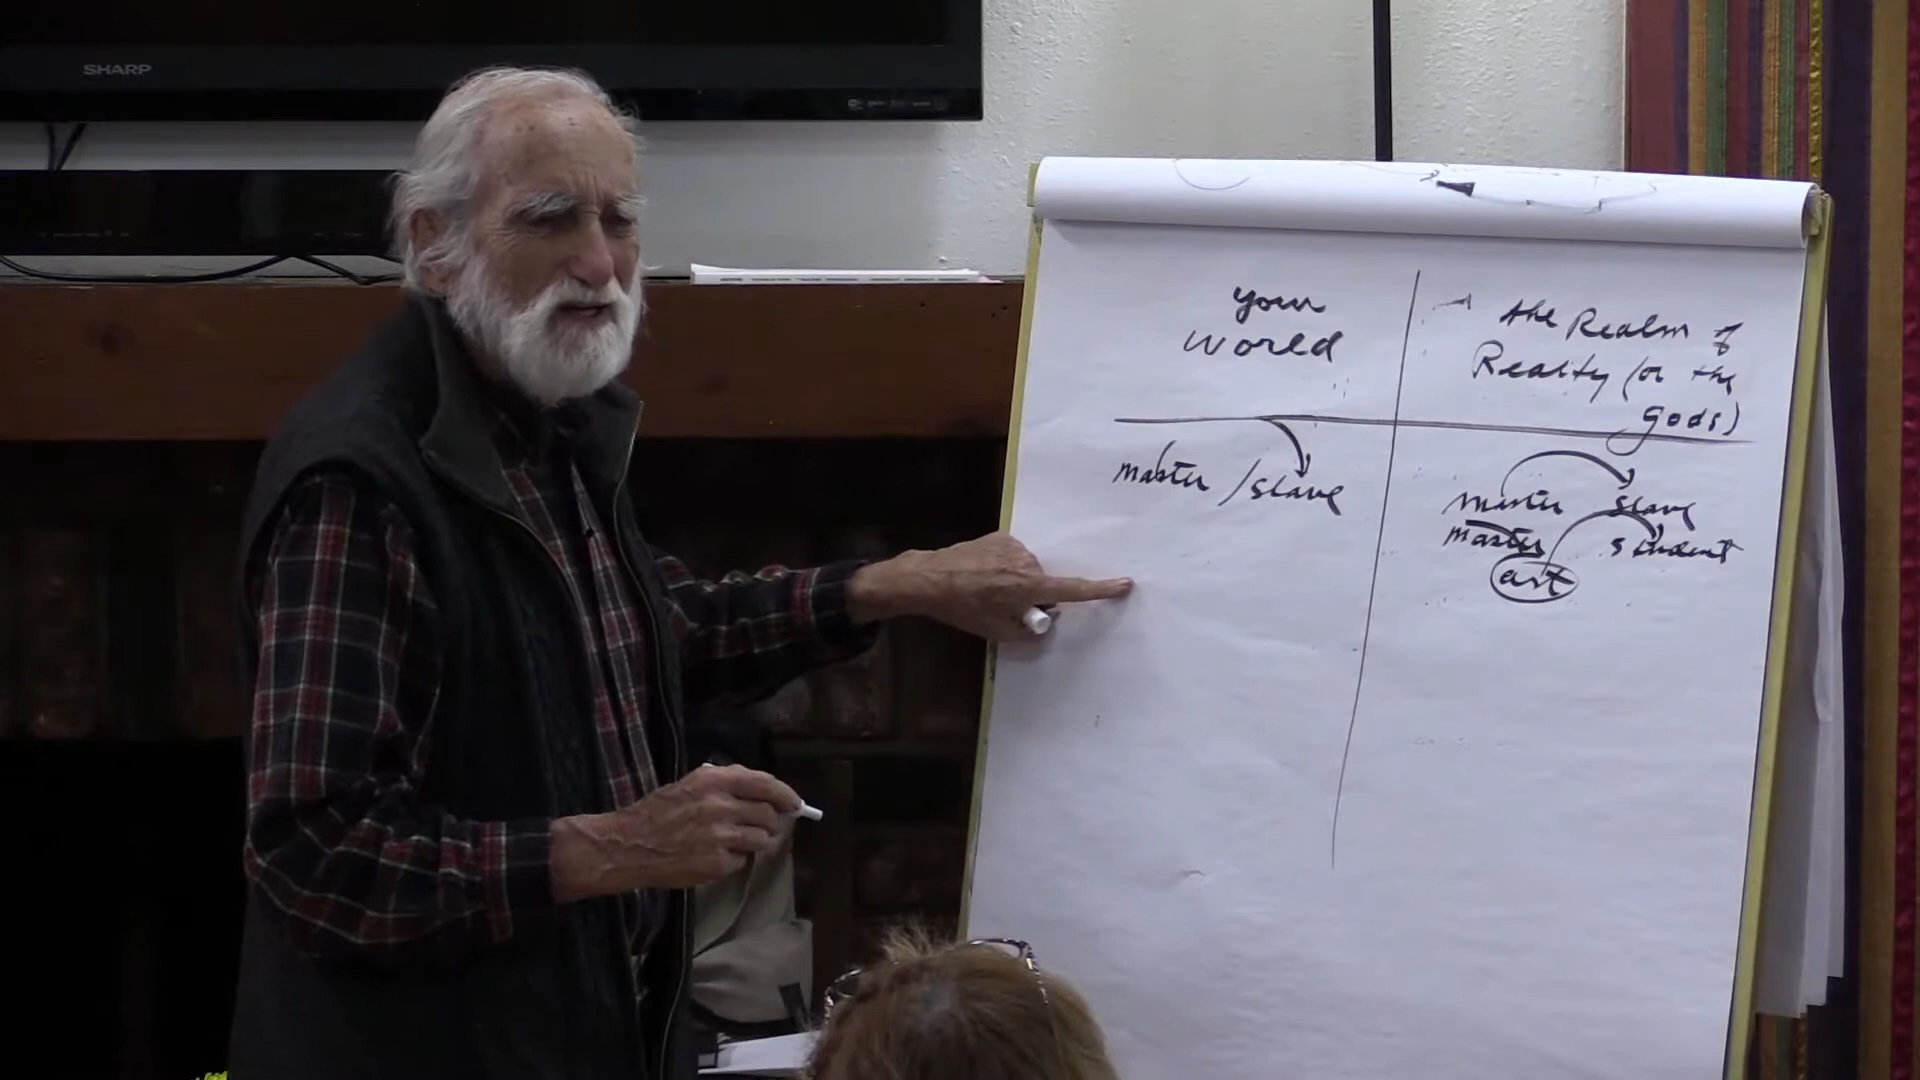 SHARP
your
world
the Realm of
Reality (or the
gods)
master / slave
master slave
master student
art